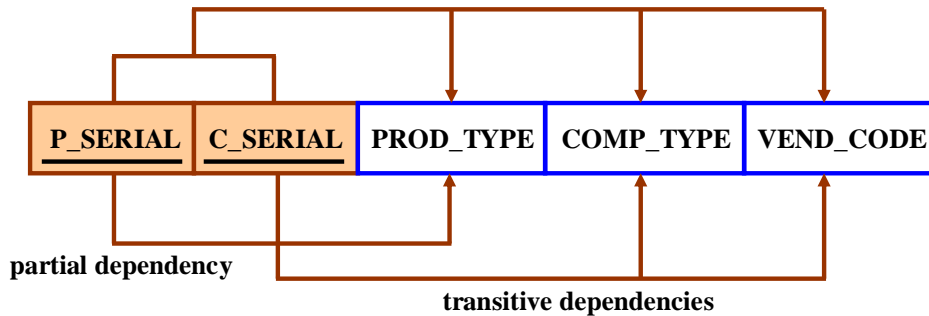 P_SERIAL C_SERIAL PROD_TYPE COMP_TYPE VEND_CODE
partial dependency
transitive dependencies